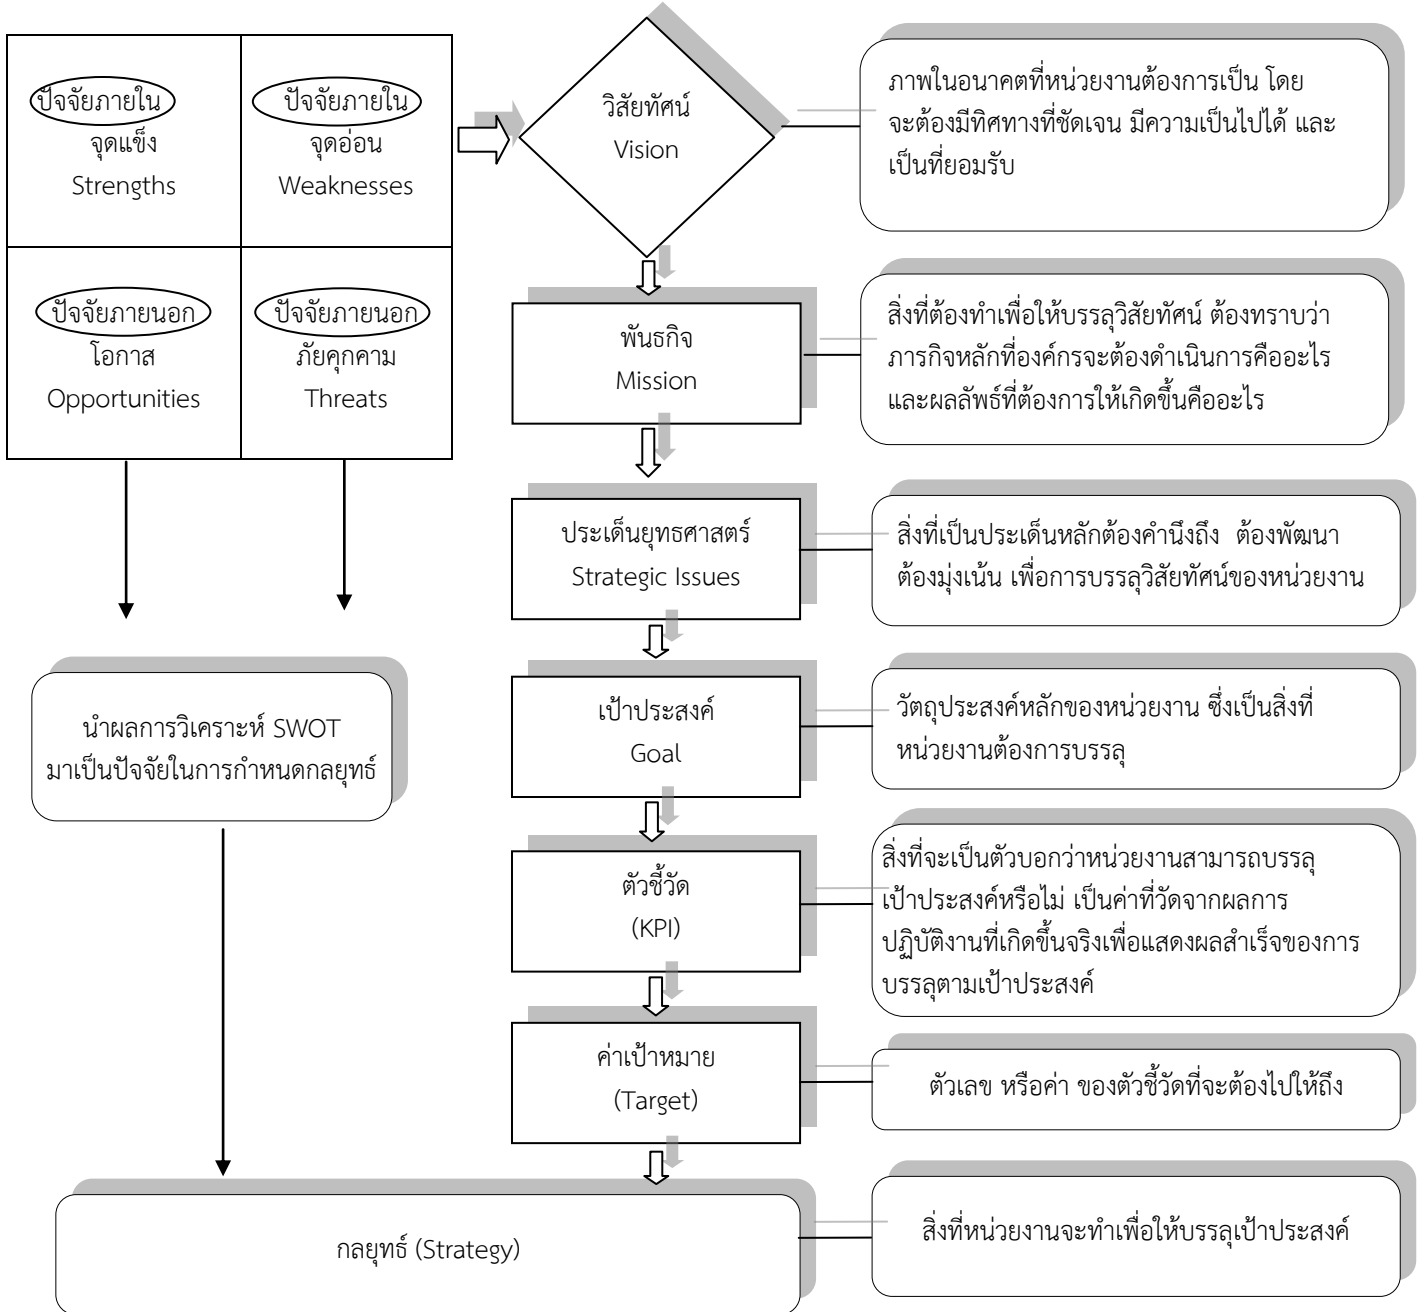 ปัจจัยภายใน
จุดแข็ง
Strengths
ปัจจัยภายใน
จุดอ่อน
Weaknesses
ปัจจัยภายนอก
โอกาส
Opportunities
ปัจจัยภายนอก
ภัยคุกคาม
Threats
นำผลการวิเคราะห์ SWOT
มาเป็นปัจจัยในการกำหนดกลยุทธ์
วิสัยทัศน์
Vision
ภาพในอนาคตที่หน่วยงานต้องการเป็น โดย
จะต้องมีทิศทางที่ชัดเจน มีความเป็นไปได้ และ
เป็นที่ยอมรับ
พันธกิจ
Mission
สิ่งที่ต้องทำเพื่อให้บรรลุวิสัยทัศน์ ต้องทราบว่า
ภารกิจหลักที่องค์กรจะต้องดำเนินการคืออะไร
และผลลัพธ์ที่ต้องการให้เกิดขึ้นคืออะไร
ประเด็นยุทธศาสตร์
Strategic Issues
สิ่งที่เป็นประเด็นหลักต้องคำนึงถึง ต้องพัฒนา
ต้องมุ่งเน้น เพื่อการบรรลุวิสัยทัศน์ของหน่วยงาน
เป้าประสงค์
Goal
วัตถุประสงค์หลักของหน่วยงาน ซึ่งเป็นสิ่งที่
หน่วยงานต้องการบรรลุ
ตัวชี้วัด
(KPI)
สิ่งที่จะเป็นตัวบอกว่าหน่วยงานสามารถบรรลุ
เป้าประสงค์หรือไม่ เป็นค่าที่วัดจากผลการ
ปฏิบัติงานที่เกิดขึ้นจริงเพื่อแสดงผลสำเร็จของการ
บรรลุตามเป้าประสงค์
ค่าเป้าหมาย
(Target)
ตัวเลข หรือค่า ของตัวชี้วัดที่จะต้องไปให้ถึง
กลยุทธ์ (Strategy)
สิ่งที่หน่วยงานจะทำเพื่อให้บรรลุเป้าประสงค์